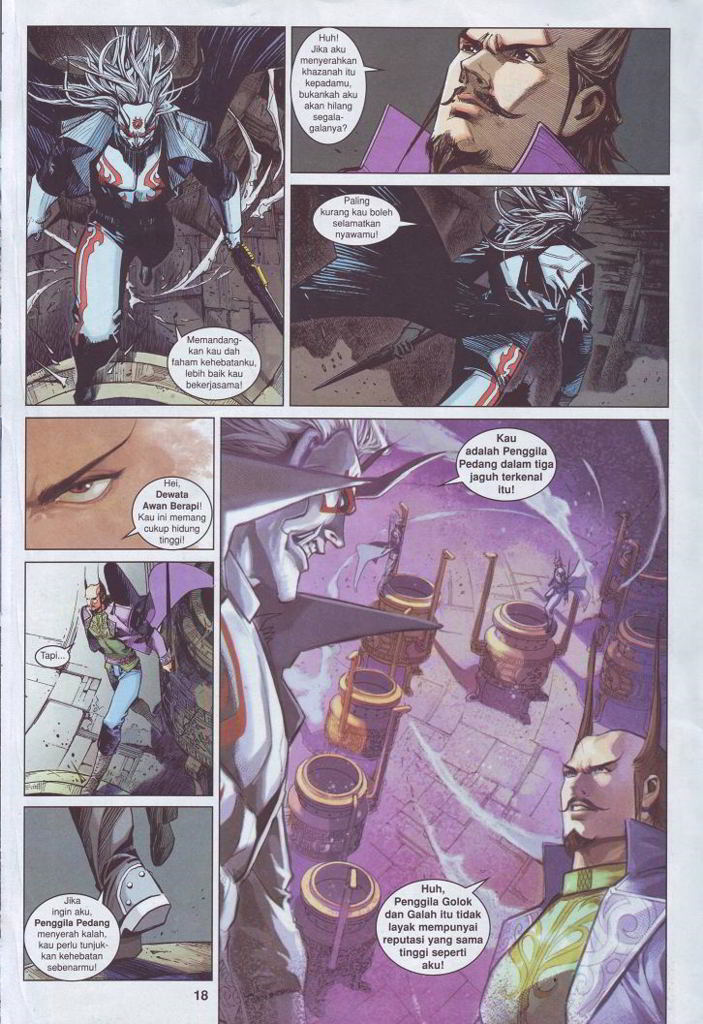 Memandang-
kan kau dah
faham kehebatanku,
lebih baik kau
bekerjasama!
Huh!
Jika aku
menyerahkan
khazanah itu
kepadamu,
bukankah aku
akan hilang
segala-
galanya?
Paling
kurang kau boleh
selamatkan
nyawamu!
Hei,
Dewata
Awan Berapi!
Kau ini memang
cukup hidung
tinggi!
Tapi...
Jika
ingin aku,
Penggila Pedang
menyerah kalah,
kau perlu tunjuk-
kan kehebatan
sebenarmu!
Kau
adalah Penggila
Pedang dalam tiga
jaguh terkenal
itu!
Huh,
Penggila Golok
dan Galah itu tidak
layak mempunyai
reputasi yang sama
tinggi seperti
aku!
18